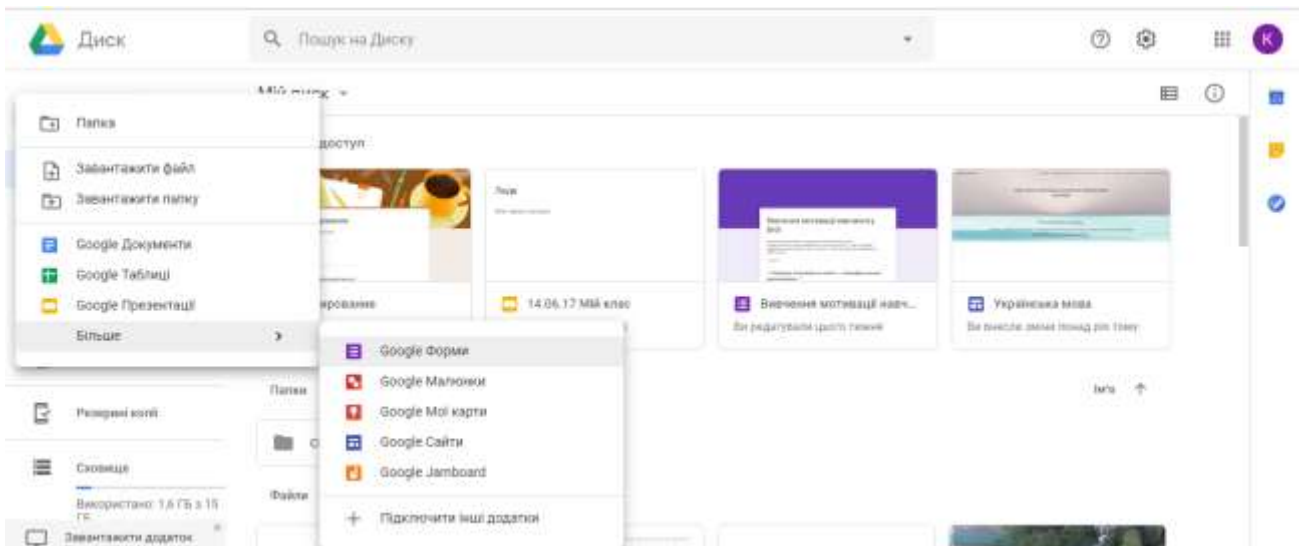 Диск
Пошук на Диску
К
Мій диск
Папка
доступ
Завантажити файл
Завантажити папку
Google Документи
Google Таблиці
Google Презентації
Більше
14.06.17 Мій клас
Вивчення мотивації навч...
Ви редагували цього тижня
Українська мова
Ви внесли зміни понад рік тому
Google Форми
Google Малюнки
Google Мої карти
Google Сайти
Google Jamboard
Підключити інші додатки
Папки
Ім'я
Резервні копії
Сховище
Використано: 1,6 ГБ з 15
ГБ
Файли
Завантажити додаток